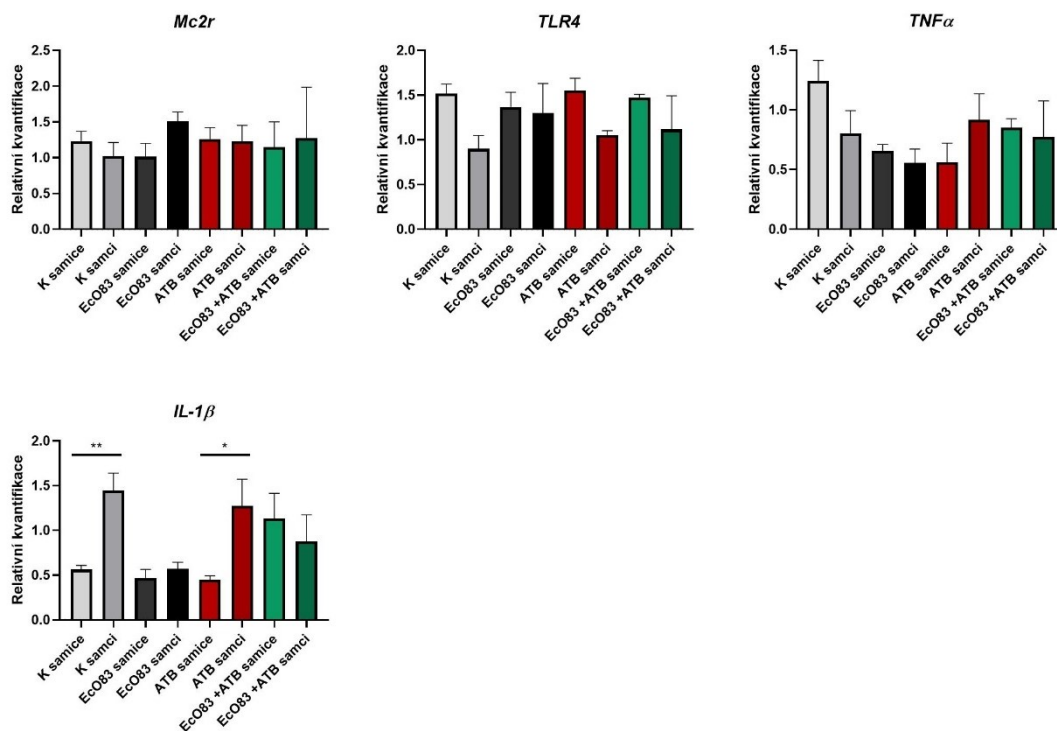 Mc2r
Relativní kvantifikace
2.5
2.0
1.5
1.0
0.5
0.0
K samice
K samci
EcO83 samice
EcO83 samci
ATB samice
ATB samci
EcO83 +ATB samice
EcO83 +ATB samci
TLR4
Relativní kvantifikace
2.0
1.5
1.0
0.5
0.0
K samice
K samci
EcO83 samice
EcO83 samci
ATB samice
ATB samci
EcO83 +ATB samice
EcO83 +ATB samci
TNFα
Relativní kvantifikace
1.5
1.0
0.5
0.0
K samice
K samci
EcO83 samice
EcO83 samci
ATB samice
ATB samci
EcO83 +ATB samice
EcO83 +ATB samci
IL-1β
Relativní kvantifikace
2.0
1.5
1.0
0.5
0.0
**
*
K samice
K samci
EcO83 samice
EcO83 samci
ATB samice
ATB samci
EcO83 +ATB samice
EcO83 +ATB samci